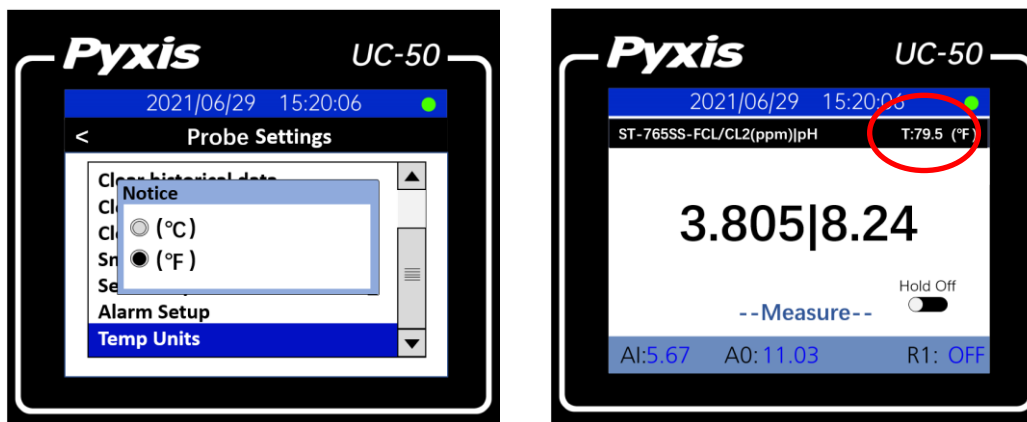 Pyxis UC-50
2021/06/29 15:20:06
< Probe Settings
Notice
(°C)
(°F )
Alarm Setup
Temp Units
Pyxis UC-50
2021/06/29 15:20:06
ST-765SS-FCL/CL2(ppm)|pH T:79.5 (°F)
3.805|8.24
Hold Off
--Measure--
AI:5.67 A0:11.03 R1: OFF